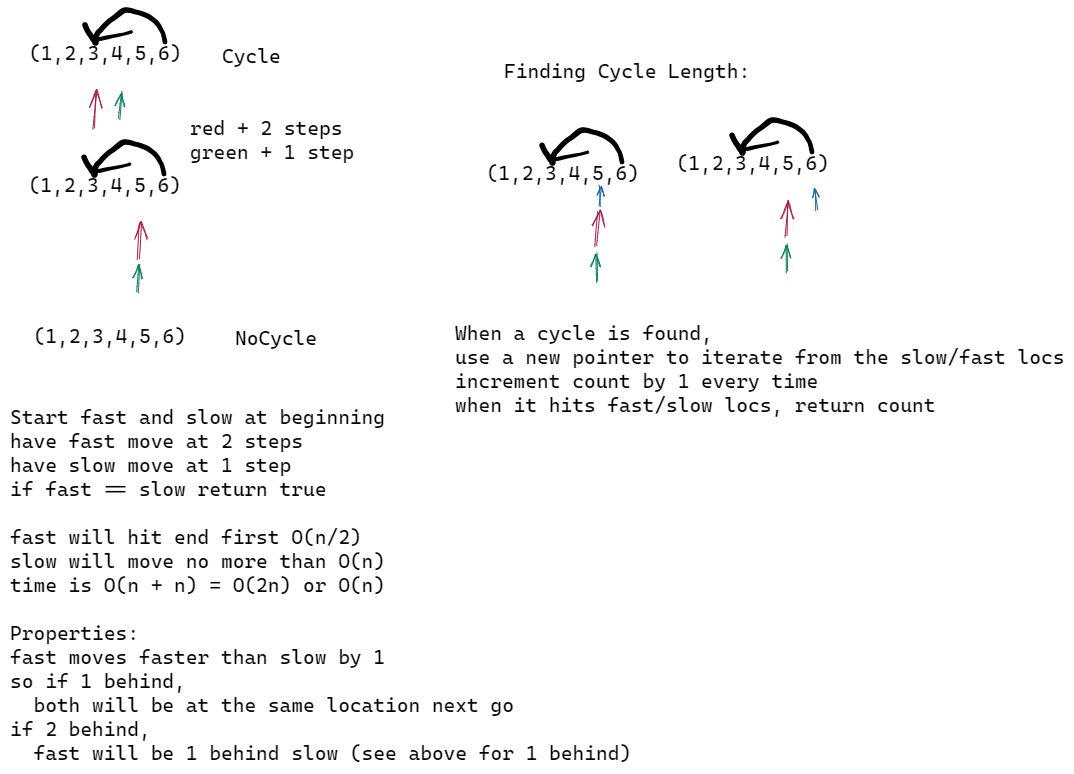 (1,2,3,4,5,6) Cycle
red + 2 steps
green + 1 step
(1,2,3,4,5,6)
(1,2,3,4,5,6) NoCycle
Start fast and slow at beginning
have fast move at 2 steps
have slow move at 1 step
if fast == slow return true
fast will hit end first O(n/2)
slow will move no more than O(n)
time is O(n + n) = O(2n) or O(n)
Properties:
fast moves faster than slow by 1
so if 1 behind,
both will be at the same location next go
if 2 behind,
fast will be 1 behind slow (see above for 1 behind)
Finding Cycle Length:
(1,2,3,4,5,6) (1,2,3,4,5,6)
When a cycle is found,
use a new pointer to iterate from the slow/fast locs
increment count by 1 every time
when it hits fast/slow locs, return count